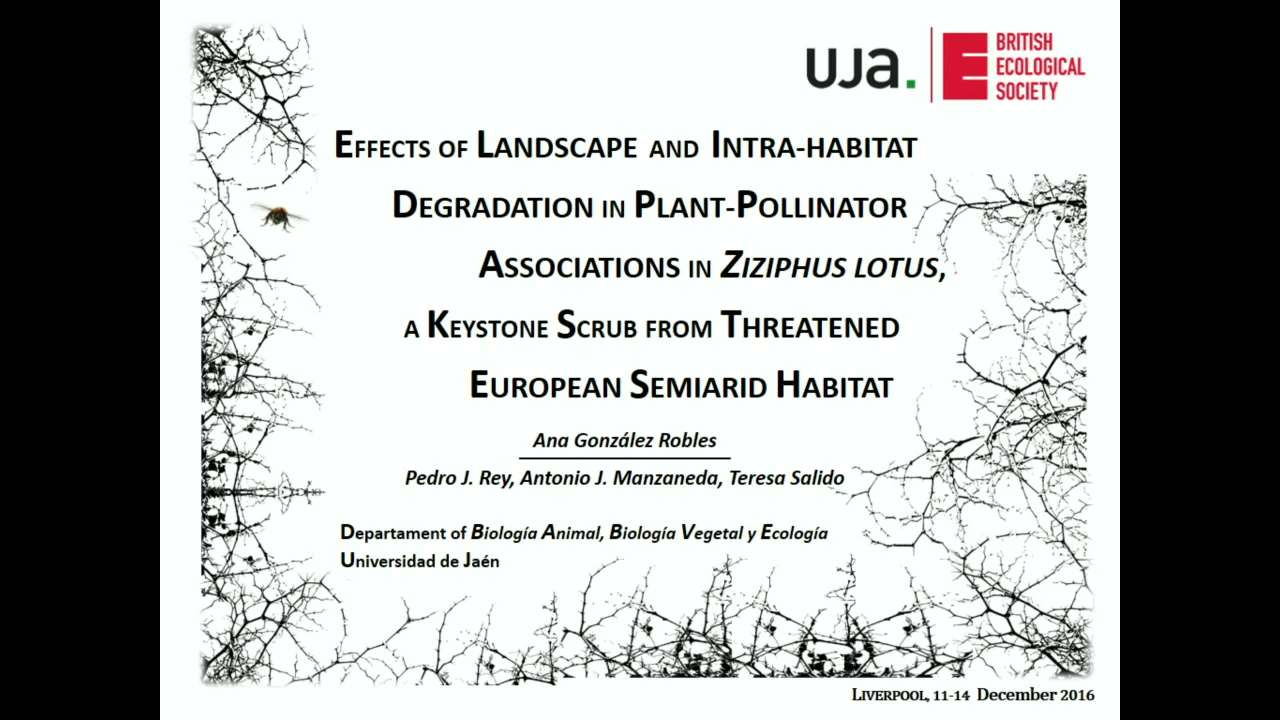 uja.
BRITISH
ECOLOGICAL
SOCIETY
EFFECTS OF LANDSCAPE AND INTRA-HABITAT
DEGRADATION IN PLANT-POLLINATOR
ASSOCIATIONS IN ZIZIPHUS LOTUS,
A KEYSTONE SCRUB FROM THREATENED
EUROPEAN SEMIARID HABITAT
Ana González Robles
Pedro J. Rey, Antonio J. Manzaneda, Teresa Salido
Departament of Biología Animal, Biología Vegetal y Ecología
Universidad de Jaén
LIVERPOOL, 11-14 December 2016